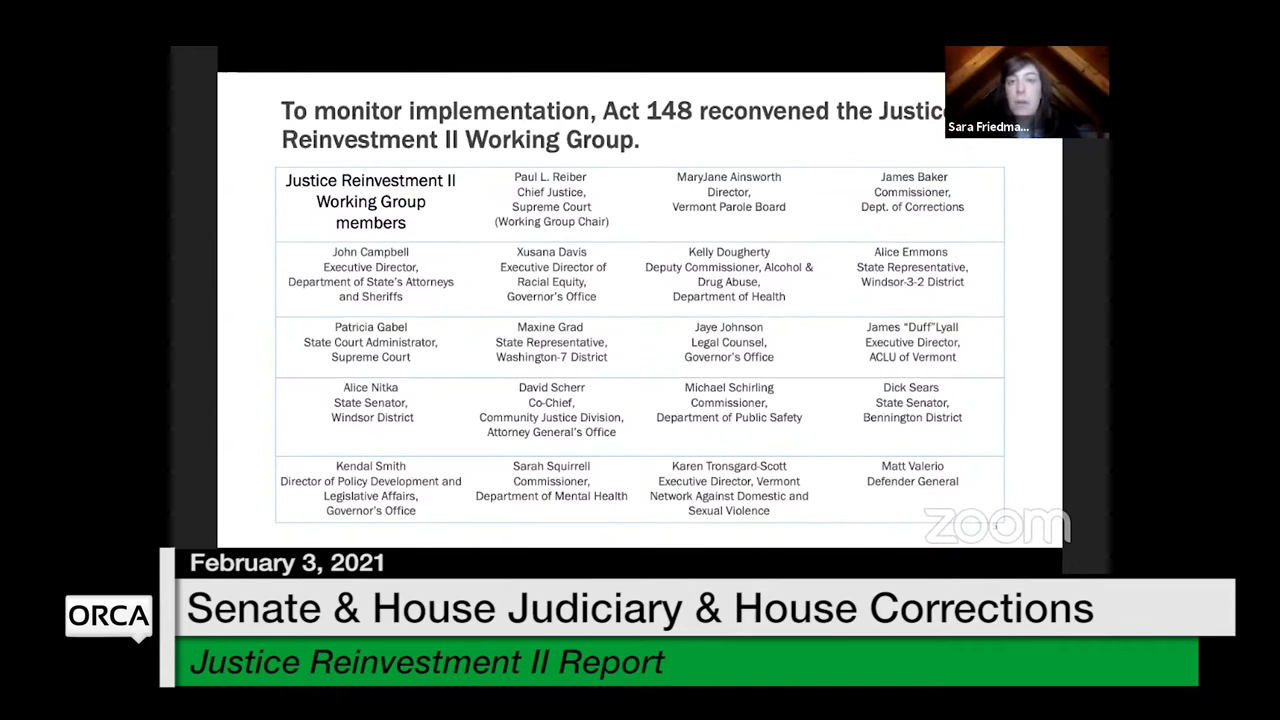 To monitor implementation, Act 148 reconvened the Justic
Reinvestment II Working Group.
Sara Friedma...
Justice Reinvestment II
Working Group
members
Paul L. Reiber
Chief Justice,
Supreme Court
(Working Group Chair)
MaryJane Ainsworth
Director,
Vermont Parole Board
James Baker
Commissioner,
Dept. of Corrections
John Campbell
Executive Director,
Department of State's Attorneys
and Sheriffs
Xusana Davis
Executive Director of
Racial Equity,
Governor's Office
Kelly Dougherty
Deputy Commissioner, Alcohol &
Drug Abuse,
Department of Health
Alice Emmons
State Representative,
Windsor-3-2 District
Patricia Gabel
State Court Administrator,
Supreme Court
Maxine Grad
State Representative,
Washington-7 District
Jaye Johnson
Legal Counsel,
Governor's Office
James “Duff”Lyall
Executive Director,
ACLU of Vermont
Alice Nitka
State Senator,
Windsor District
David Scherr
Co-Chief,
Community Justice Division,
Attorney General's Office
Michael Schirling
Commissioner,
Department of Public Safety
Dick Sears
State Senator,
Bennington District
Kendal Smith
Director of Policy Development and
Legislative Affairs,
Governor's Office
Sarah Squirrell
Commissioner,
Department of Mental Health
Karen Tronsgard-Scott
Executive Director, Vermont
Network Against Domestic and
Sexual Violence
Matt Valerio
Defender General
zoom
February 3, 2021
ORCA
Senate & House Judiciary & House Corrections
Justice Reinvestment II Report